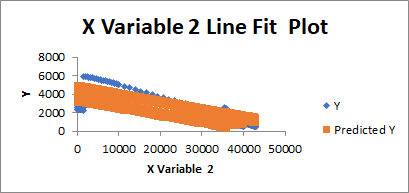 X Variable 2 Line Fit Plot
8000
6000
4000
2000
0
Y
0 10000 20000 30000 40000 50000
X Variable 2
Y
Predicted Y